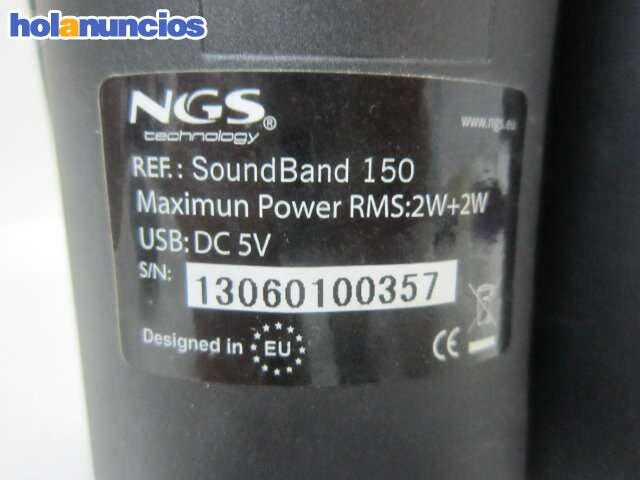 holanuncios
NGS®
technology
www.ngs.eu
REF.: SoundBand 150
Maximun Power RMS:2W+2W
USB: DC 5V
S/N: 13060100357
Designed in EU
CE